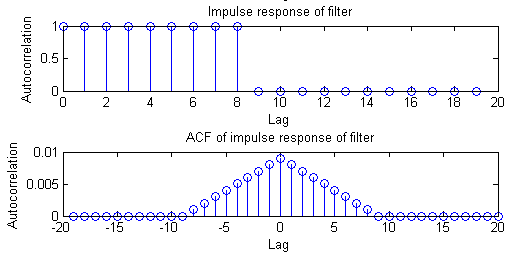 Impulse response of filter
1
0.5
0
Autocorrelation
0 2 4 6 8 10 12 14 16 18 20
Lag
ACF of impulse response of filter
0.01
0.005
0
Autocorrelation
-20 -15 -10 -5 0 5 10 15 20
Lag